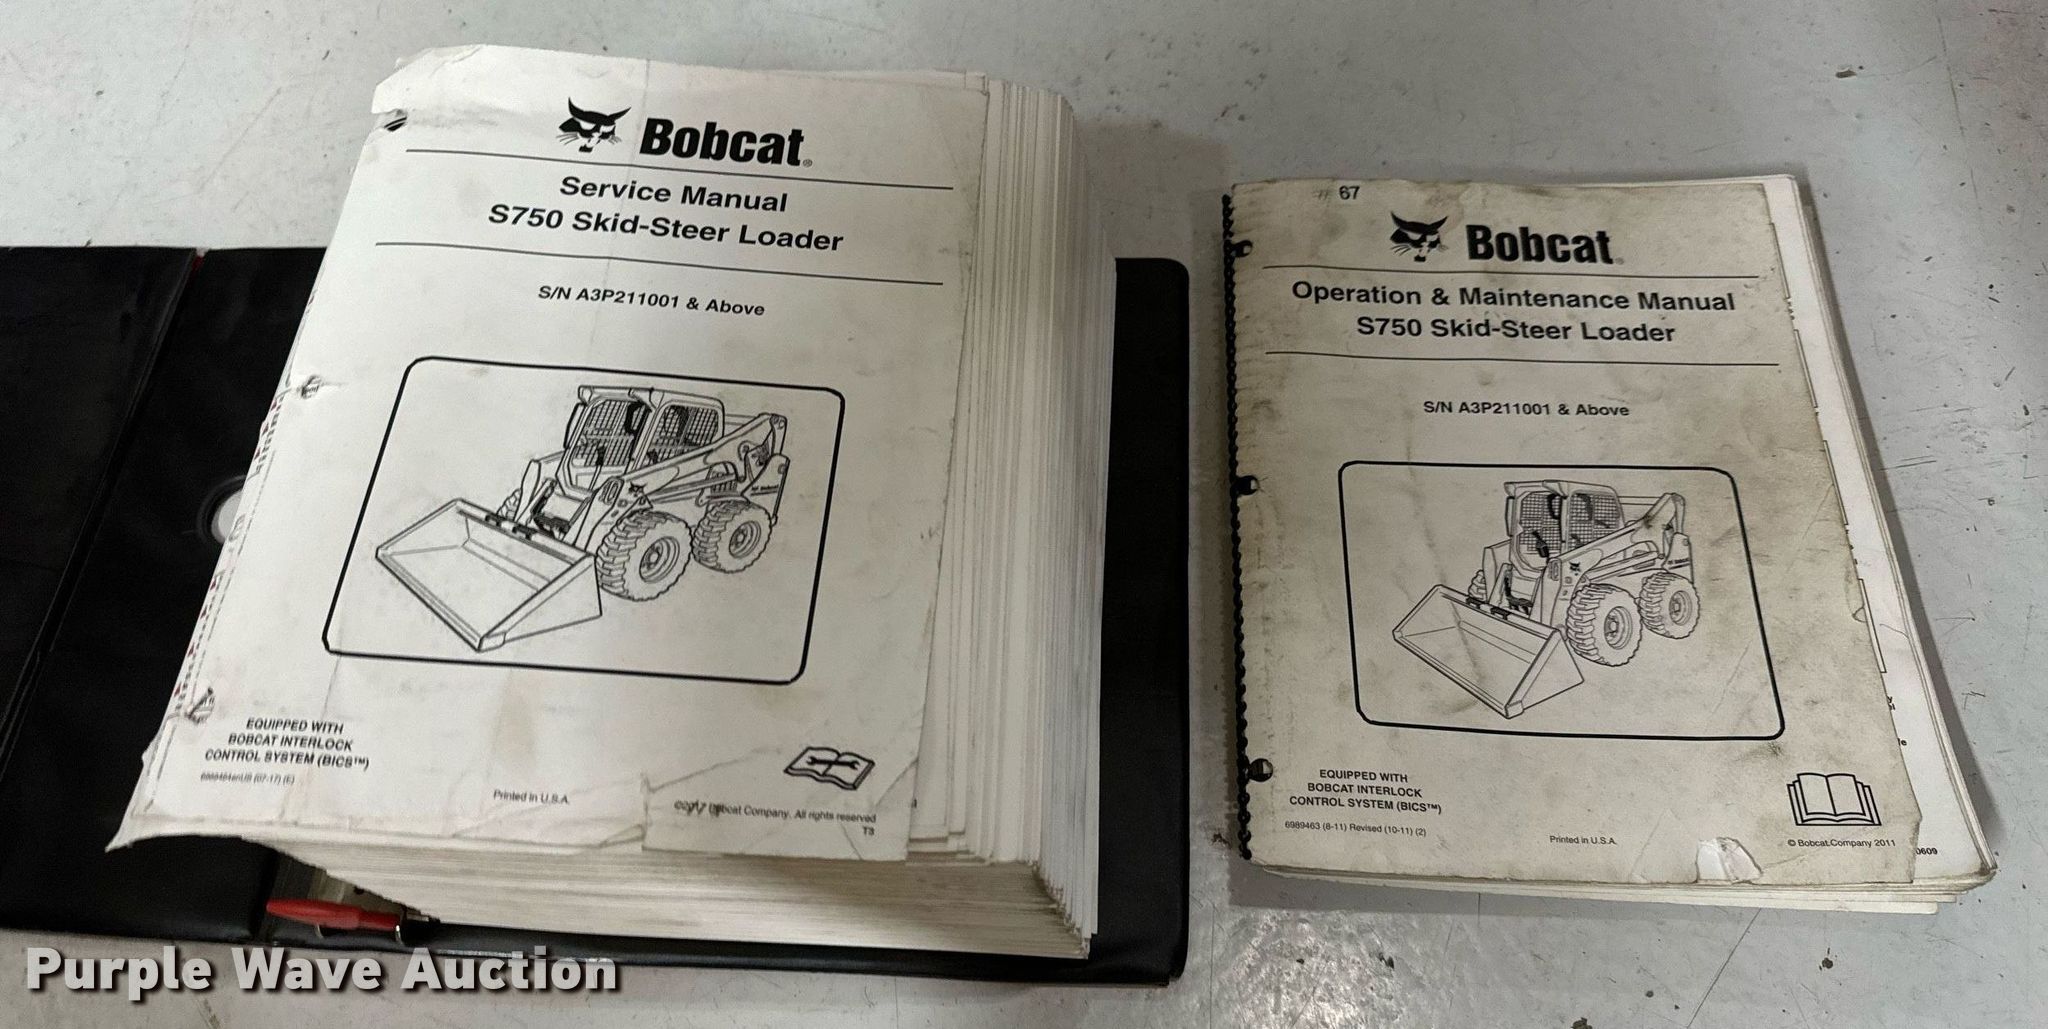 Bobcat®
Service Manual
S750 Skid-Steer Loader
S/N A3P211001 & Above
EQUIPPED WITH
BOBCAT INTERLOCK
CONTROL SYSTEM (BICS™)
(07-17) (E)
Printed in U.S.A.
Bobcat Company. All rights reserved
T3
# 67
Bobcat®
Operation & Maintenance Manual
S750 Skid-Steer Loader
S/N A3P211001 & Above
EQUIPPED WITH
BOBCAT INTERLOCK
CONTROL SYSTEM (BICS™)
6989463 (8-11) Revised (10-11) (2)
Printed in U.S.A.
© Bobcat Company 2011
0609
Purple Wave Auction